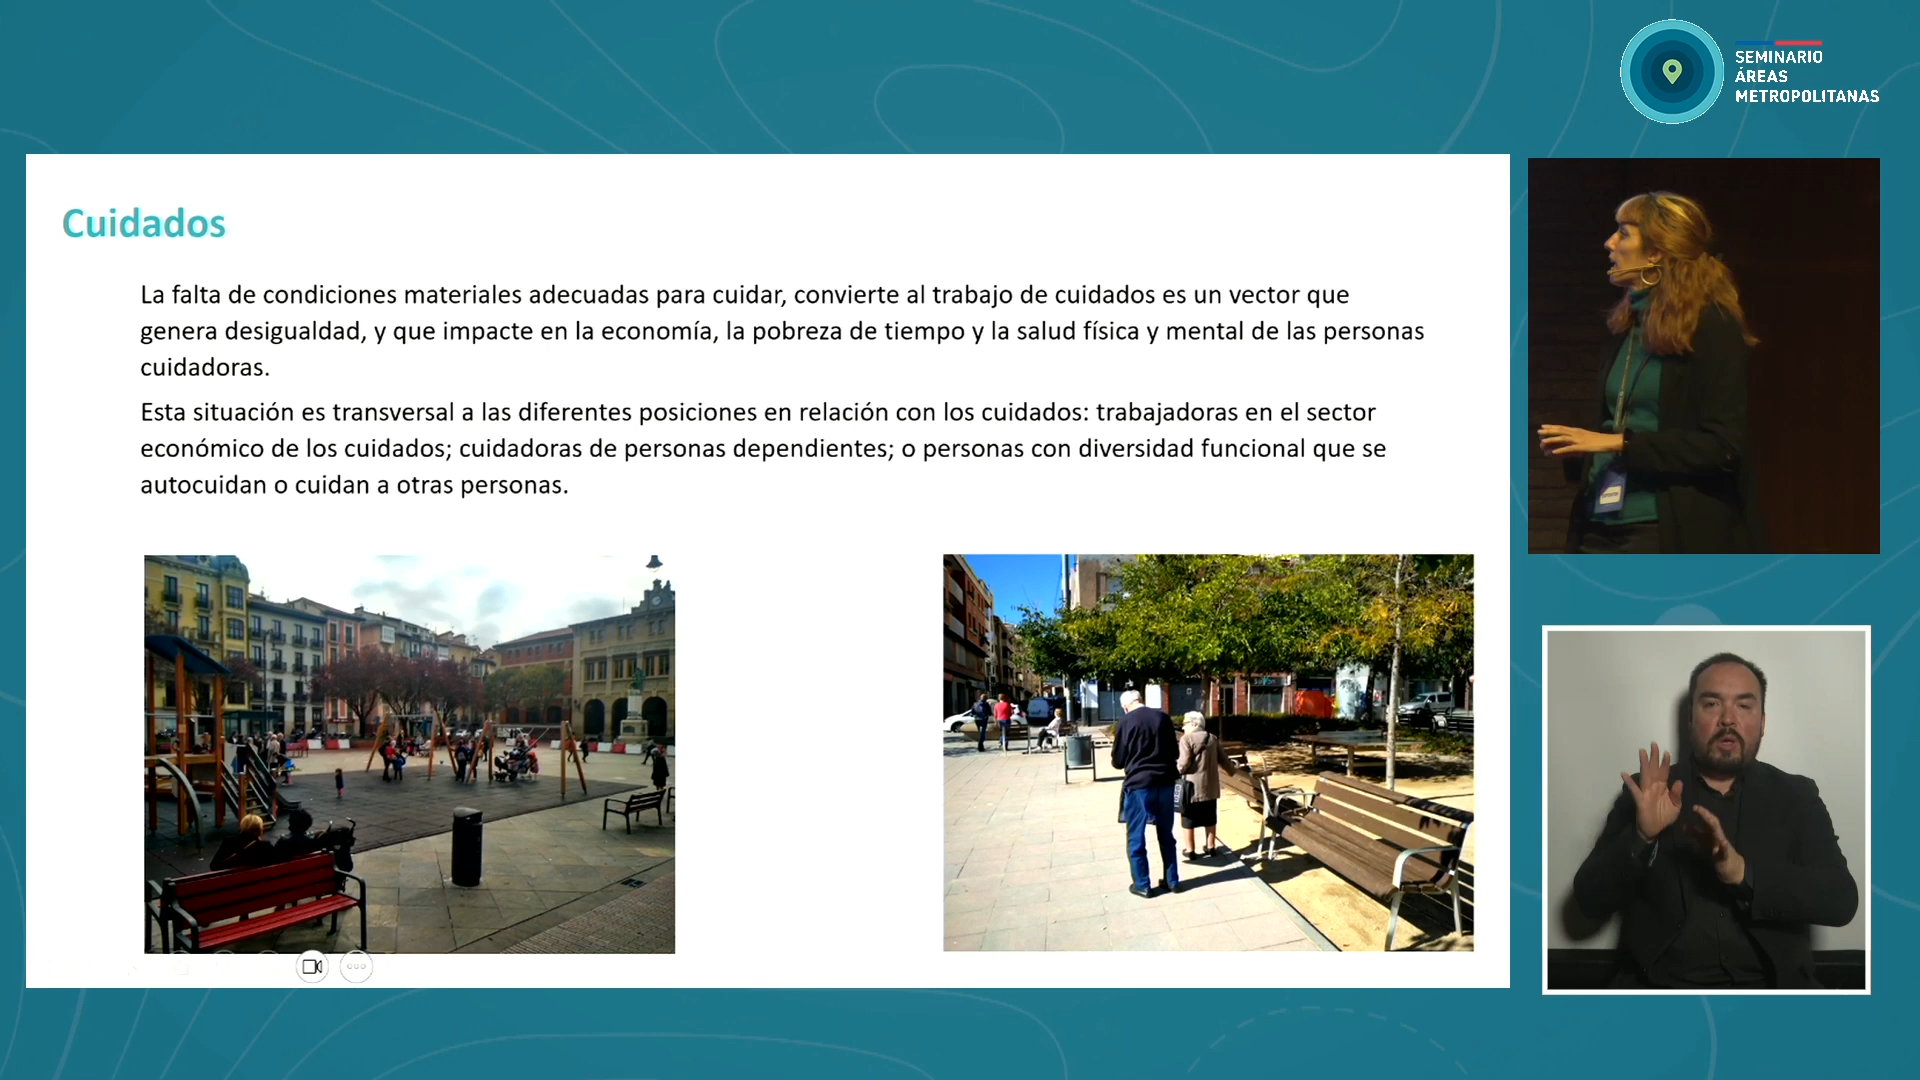 SEMINARIO
ÁREAS
METROPOLITANAS
Cuidados
La falta de condiciones materiales adecuadas para cuidar, convierte al trabajo de cuidados es un vector que
genera desigualdad, y que impacte en la economía, la pobreza de tiempo y la salud física y mental de las personas
cuidadoras.
Esta situación es transversal a las diferentes posiciones en relación con los cuidados: trabajadoras en el sector
económico de los cuidados; cuidadoras de personas dependientes; o personas con diversidad funcional que se
autocuidan o cuidan a otras personas.